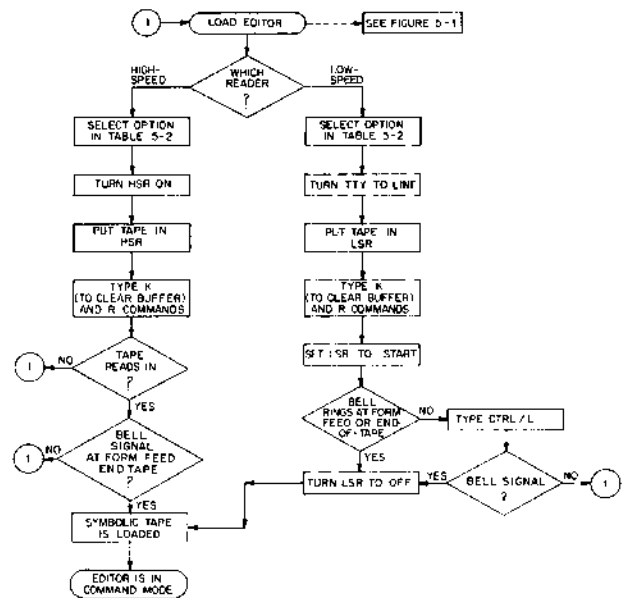 1
LOAD EDITOR
SEE FIGURE 5-1
HIGH-
SPEED
WHICH
READER
?
LOW-
SPEED
SELECT OPTION
IN TABLE 5-2
SELECT OPTION
IN TABLE 5-2
TURN HSR ON
TURN TTY TO LINE
PUT TAPE IN
HSR
PUT TAPE IN
LSR
TYPE K
(TO CLEAR BUFFER)
AND R COMMANDS
TYPE K
(TO CLEAR BUFFER)
AND R COMMANDS
1
NO
TAPE
READS IN
?
YES
SET LSR TO START
BELL
RINGS AT FORM
FEED OR END-
OF-TAPE
NO
YES
TYPE CTRL/L
1
NO
BELL
SIGNAL
AT FORM FEED
END TAPE
?
YES
TURN LSR TO OFF
YES
BELL SIGNAL
?
NO
1
SYMBOLIC TAPE
IS LOADED
EDITOR IS IN
COMMAND MODE